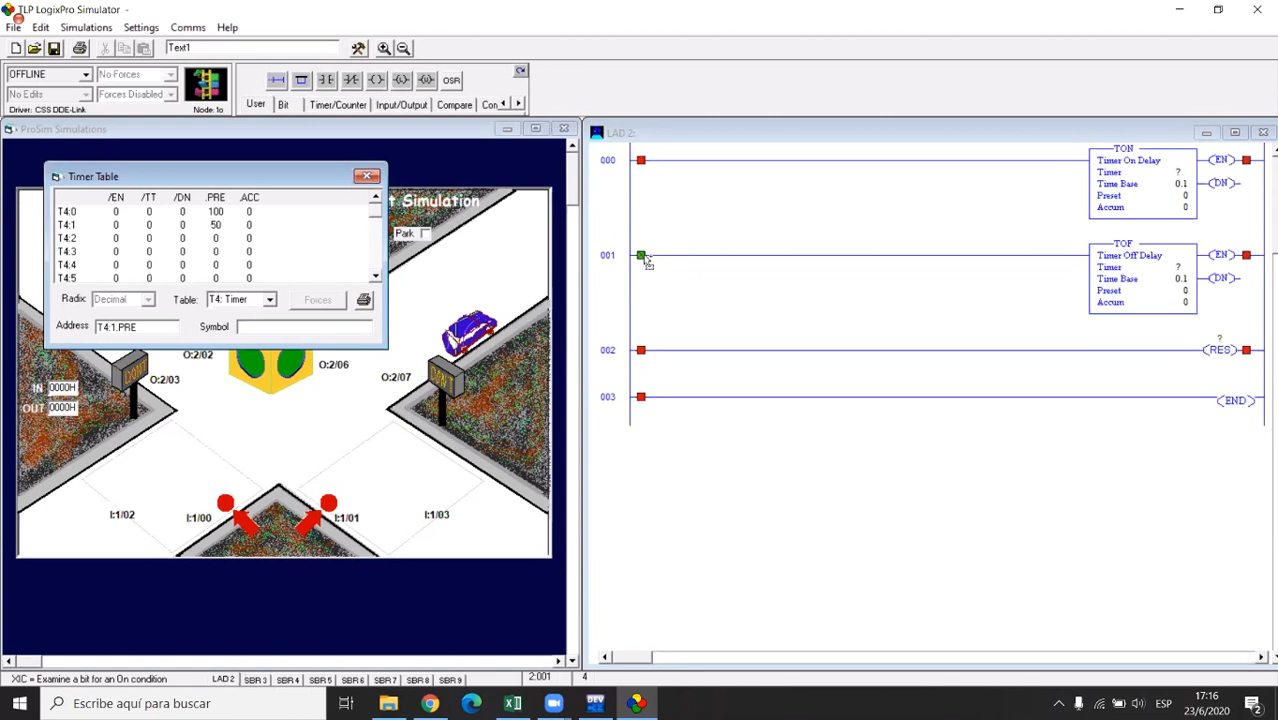 TLP LogixPro Simulator -
File Edit Simulations Settings Comms Help
Text1
OFFLINE No Forces
No Edits Forces Disabled
Driver: CSS DDE-Link Node: to
OSR
User Bit Timer/Counter Input/Output Compare Con
ProSim Simulations
Timer Table
/EN /TT /DN .PRE .ACC
T4:0 0 0 0 100 0
T4:1 0 0 0 50 0
T4:2 0 0 0 0 0
T4:3 0 0 0 0 0
T4:4 0 0 0 0 0
T4:5 0 0 0 0 0
Radix: Decimal Table: T4: Timer Forces
Address T4:1.PRE Symbol
t Simulation
Park
O:2/02
O:2/06
O:2/03
O:2/07
DONT
DONT
IN 0000H
OUT 0000H
I:1/02
I:1/00
I:1/01
I:1/03
LAD 2:
000
TON
Timer On Delay
Timer ?
Time Base 0.1
Preset 0
Accum 0
EN
DN
001
TOF
Timer Off Delay
Timer ?
Time Base 0.1
Preset 0
Accum 0
EN
DN
002
?
RES
003
END
XIC = Examine a bit for an On condition
LAD 2 SBR 3 SBR 4 SBR 5 SBR 6 SBR 7 SBR 8 SBR 9
2:001 4
Escribe aquí para buscar
DEV
ESP
17:16
23/6/2020
2